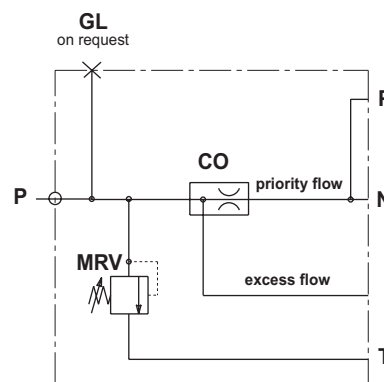 GL
on request
CO
priority flow
P
N
MRV
excess flow
T